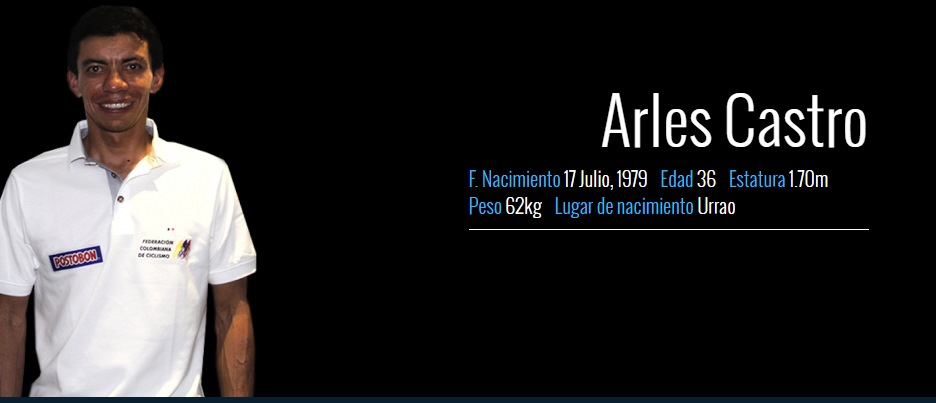 Arles Castro
F. Nacimiento 17 Julio, 1979 Edad 36 Estatura 1.70m
Peso 62kg Lugar de nacimiento Urrao
POSTOBON
FEDERACIÓN
COLOMBIANA
DE CICLISMO